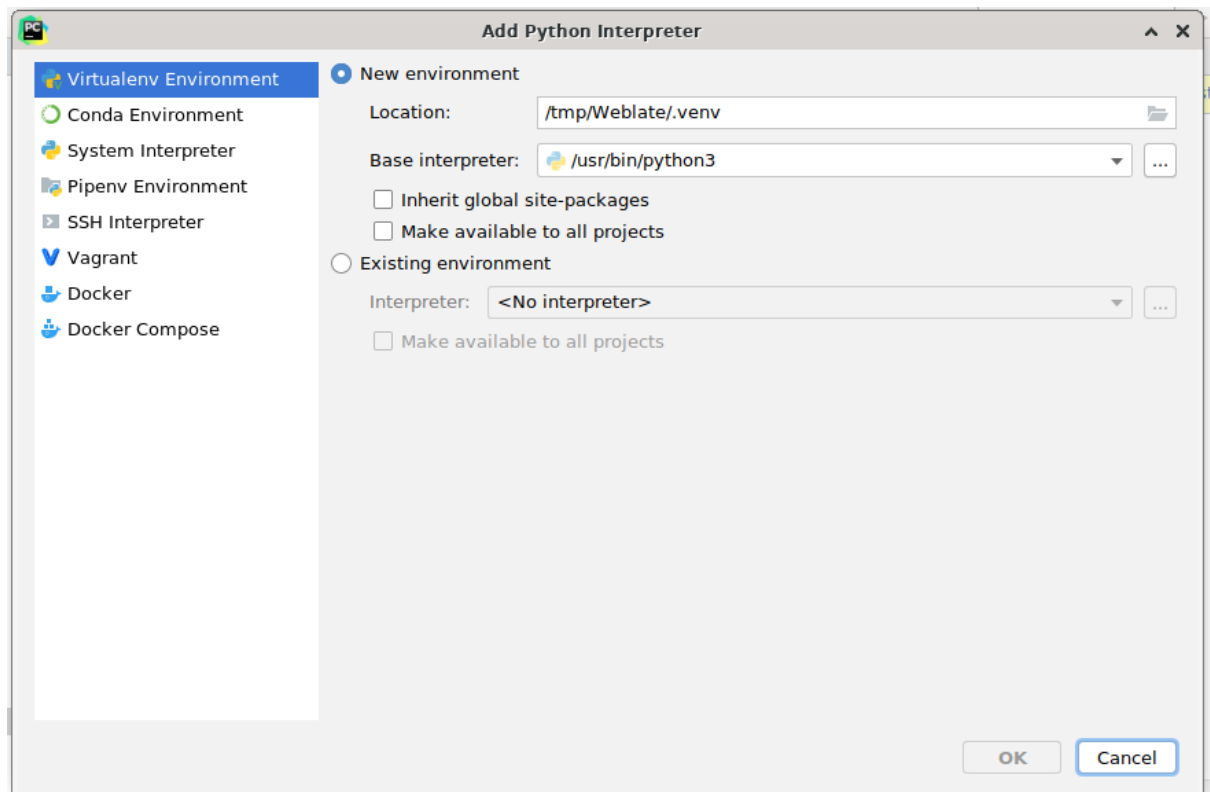 PC
Add Python Interpreter
Virtualenv Environment
Conda Environment
System Interpreter
Pipenv Environment
SSH Interpreter
Vagrant
Docker
Docker Compose
New environment
Location: /tmp/Weblate/.venv
Base interpreter: /usr/bin/python3 ...
Inherit global site-packages
Make available to all projects
Existing environment
Interpreter: <No interpreter> ...
Make available to all projects
OK Cancel